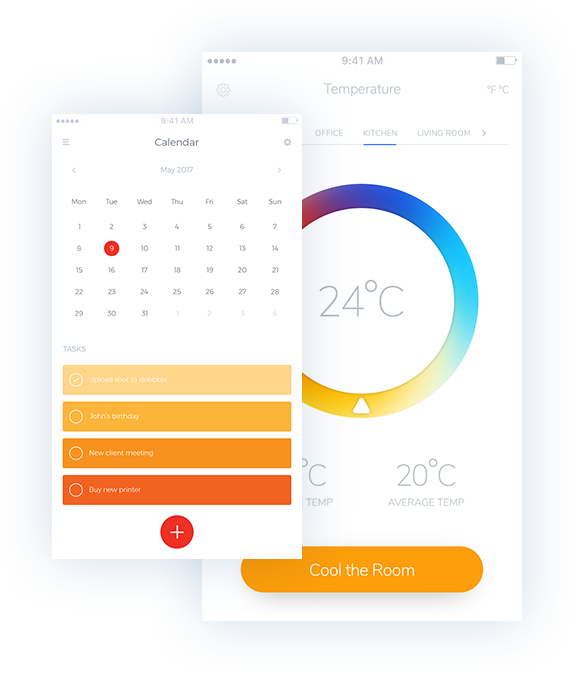 9:41 AM
Calendar
May 2017
Mon Tue Wed Thu Fri Sat Sun
1 2 3 4 5 6 7
8 9 10 11 12 13 14
15 16 17 18 19 20 21
22 23 24 25 26 27 28
29 30 31 1 2 3 4
TASKS
Upload shot to dribbble
John's birthday
New client meeting
Buy new printer
9:41 AM
Temperature
°F °C
OFFICE KITCHEN LIVING ROOM
24°C
°C
TEMP
20°C
AVERAGE TEMP
Cool the Room